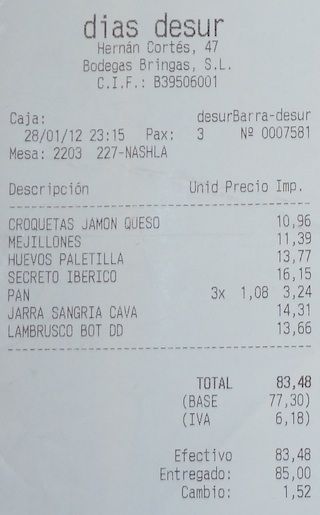 dias desur
Hernán Cortés, 47
Bodegas Bringas, S.L.
C.I.F.: B39506001
Caja: desurBarra-desur
28/01/12 23:15 Pax: 3 Nº 0007581
Mesa: 2203 227-NASHLA
Descripción Unid Precio Imp.
CROQUETAS JAMON QUESO 10,96
MEJILLONES 11,39
HUEVOS PALETILLA 13,77
SECRETO IBERICO 16,15
PAN 3x 1,08 3,24
JARRA SANGRIA CAVA 14,31
LAMBRUSCO BOT DD 13,66
TOTAL 83,48
(BASE 77,30)
(IVA 6,18)
Efectivo 83,48
Entregado: 85,00
Cambio: 1,52